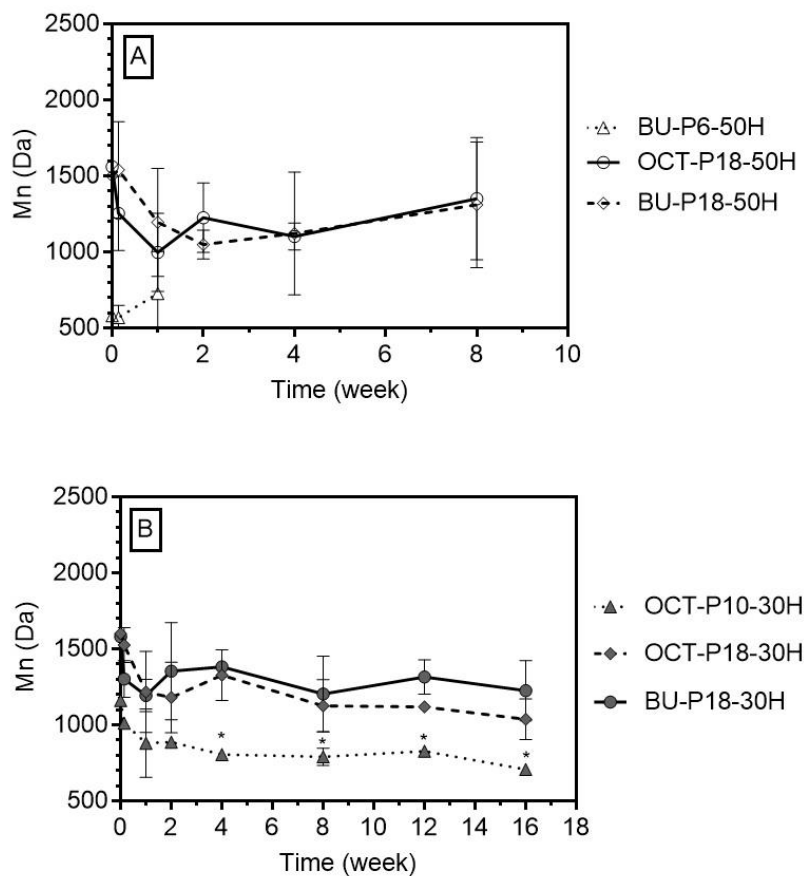 A
2500
2000
1500
1000
500
Mn (Da)
0 2 4 6 8 10
Time (week)
BU-P6-50H
OCT-P18-50H
BU-P18-50H
B
2500
2000
1500
1000
500
Mn (Da)
* * * *
0 2 4 6 8 10 12 14 16 18
Time (week)
OCT-P10-30H
OCT-P18-30H
BU-P18-30H